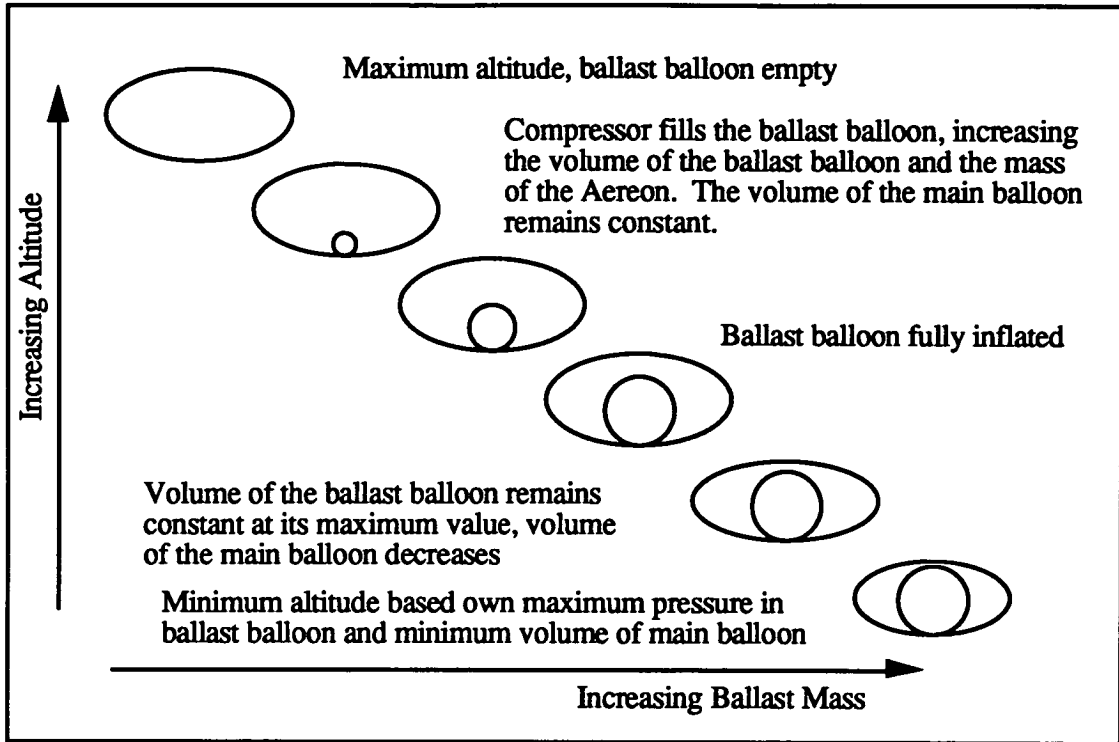 Maximum altitude, ballast balloon empty
Compressor fills the ballast balloon, increasing
the volume of the ballast balloon and the mass
of the Aereon. The volume of the main balloon
remains constant.
Increasing Altitude
Ballast balloon fully inflated
Volume of the ballast balloon remains
constant at its maximum value, volume
of the main balloon decreases
Minimum altitude based own maximum pressure in
ballast balloon and minimum volume of main balloon
Increasing Ballast Mass